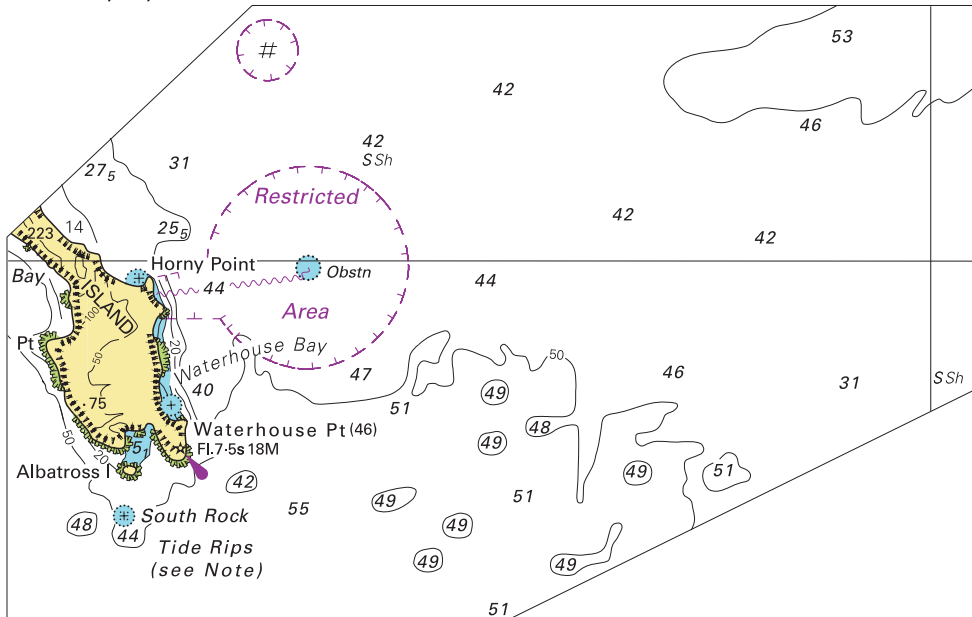 53
#
42
46
42
S Sh
31
27₅
Restricted
14
42
223
25₅
42
Horny Point
Bay
Obstn
44
44
ISLAND
100
Area
20
50
Pt
Waterhouse Bay
50
47
46
31
S Sh
40
49
51
75
Waterhouse Pt (46)
48
Fl.7·5s 18M
49
50
5₁
20
Albatross I
49
51
42
49
51
55
48
South Rock
49
44
Tide Rips
(see Note)
49
49
51